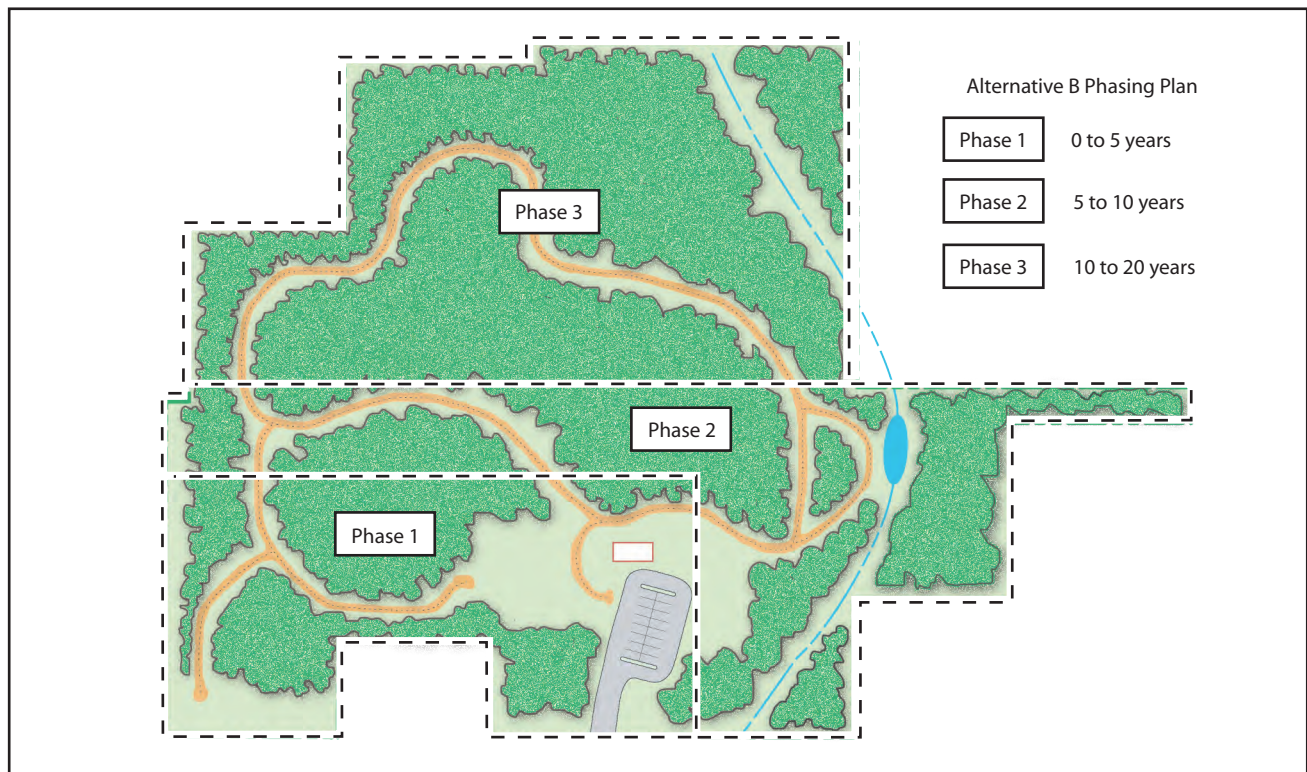 Alternative B Phasing Plan
Phase 1 0 to 5 years
Phase 2 5 to 10 years
Phase 3 10 to 20 years
Phase 3
Phase 2
Phase 1